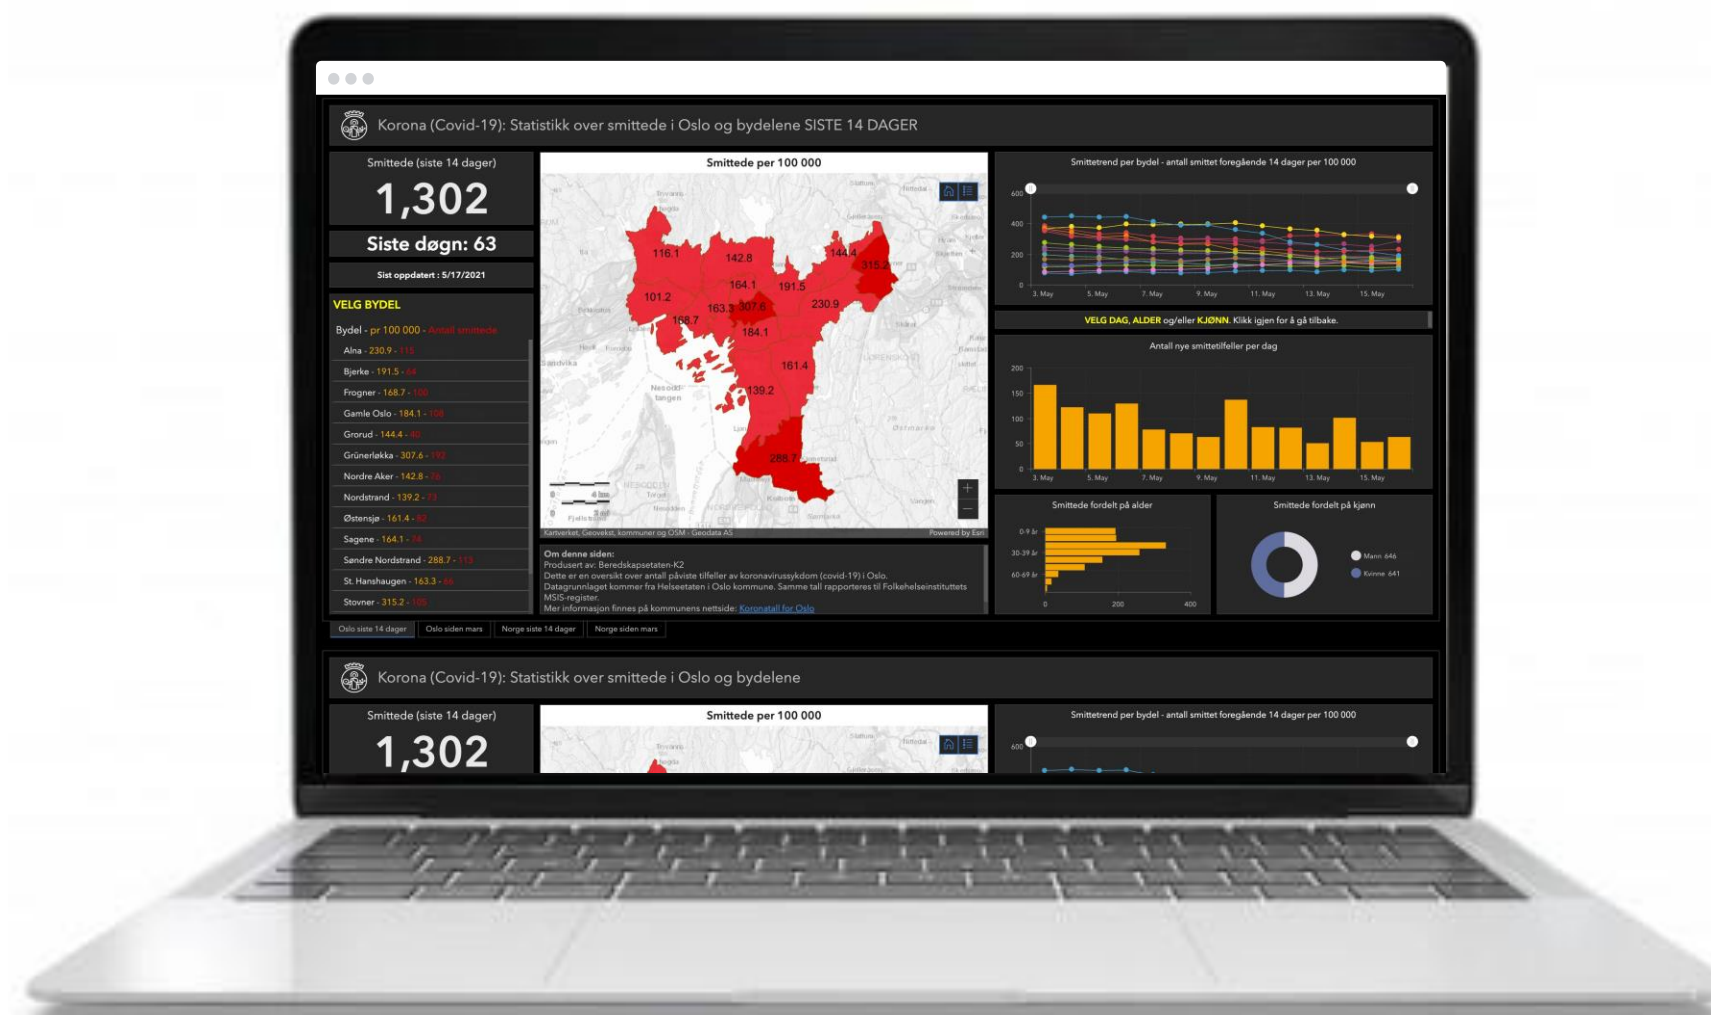 Korona (Covid-19): Statistikk over smittede i Oslo og bydelene SISTE 14 DAGER
Smittede (siste 14 dager)
1,302
Siste døgn: 63
Sist oppdatert : 5/17/2021
VELG BYDEL
Bydel - pr 100 000 - Antall smittede
Alna - 230.9 - 115
Bjerke - 191.5 - 64
Frogner - 168.7 - 100
Gamle Oslo - 184.1 - 108
Grorud - 144.4 - 40
Grünerløkka - 307.6 - 192
Nordre Aker - 142.8 - 76
Nordstrand - 139.2 - 73
Østensjø - 161.4 - 82
Sagene - 164.1 - 74
Søndre Nordstrand - 288.7 - 113
St. Hanshaugen - 163.3 - 66
Stovner - 315.2 - 105
Smittede per 100 000
116.1
142.8
144.4
315.2
164.1
191.5
101.2
163.3
307.6
230.9
168.7
184.1
161.4
139.2
288.7
Nesodd-
tangen
Sandvika
Kartverket, Geovekst, kommuner og OSM - Geodata AS
Powered by Esri
Om denne siden:
Produsert av: Beredskapsetaten-K2
Dette er en oversikt over antall påviste tilfeller av koronavirussykdom (covid-19) i Oslo.
Datagrunnlaget kommer fra Helseetaten i Oslo kommune. Samme tall rapporteres til Folkehelseinstituttets
MSIS-register.
Mer informasjon finnes på kommunens nettside: Koronatall for Oslo
Smittetrend per bydel - antall smittet foregående 14 dager per 100 000
600
400
200
0
3. May 5. May 7. May 9. May 11. May 13. May 15. May
VELG DAG, ALDER og/eller KJØNN. Klikk igjen for å gå tilbake.
Antall nye smittetilfeller per dag
200
150
100
50
0
3. May 5. May 7. May 9. May 11. May 13. May 15. May
Smittede fordelt på alder
0-9 år
30-39 år
60-69 år
0 200 400
Smittede fordelt på kjønn
Mann 646
Kvinne 641
Oslo siste 14 dager Oslo siden mars Norge siste 14 dager Norge siden mars
Korona (Covid-19): Statistikk over smittede i Oslo og bydelene
Smittede (siste 14 dager)
1,302
Smittede per 100 000
Smittetrend per bydel - antall smittet foregående 14 dager per 100 000
600